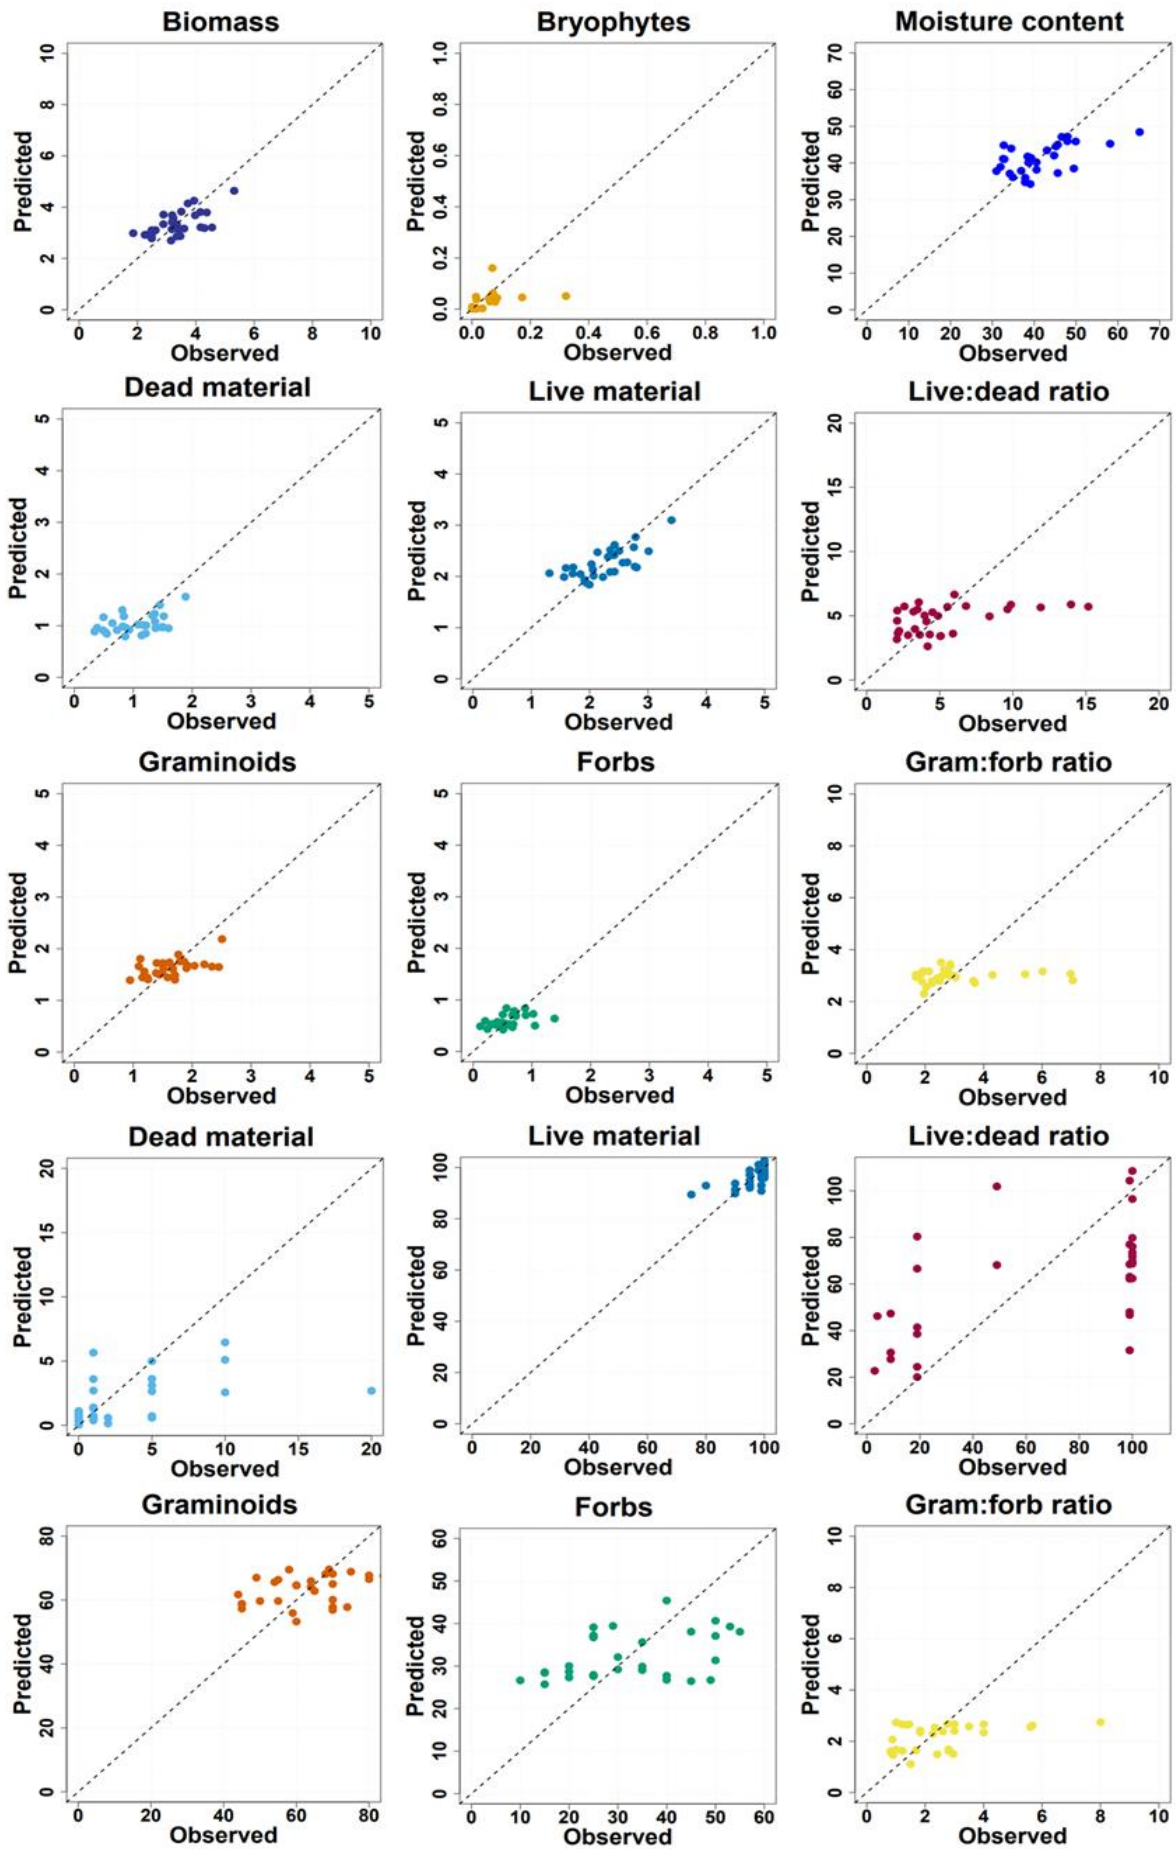 Biomass
Bryophytes
Moisture content
Predicted
0 2 4 6 8 10
0 2 4 6 8 10
Observed
Predicted
0.0 0.2 0.4 0.6 0.8 1.0
0.0 0.2 0.4 0.6 0.8 1.0
Observed
Predicted
0 10 20 30 40 50 60 70
0 10 20 30 40 50 60 70
Observed
Dead material
Live material
Live:dead ratio
Predicted
0 1 2 3 4 5
0 1 2 3 4 5
Observed
Predicted
0 1 2 3 4 5
0 1 2 3 4 5
Observed
Predicted
0 5 10 15 20
0 5 10 15 20
Observed
Graminoids
Forbs
Gram:forb ratio
Predicted
0 1 2 3 4 5
0 1 2 3 4 5
Observed
Predicted
0 1 2 3 4 5
0 1 2 3 4 5
Observed
Predicted
0 2 4 6 8 10
0 2 4 6 8 10
Observed
Dead material
Live material
Live:dead ratio
Predicted
0 5 10 15 20
0 5 10 15 20
Observed
Predicted
0 20 40 60 80 100
0 20 40 60 80 100
Observed
Predicted
0 20 40 60 80 100
0 20 40 60 80 100
Observed
Graminoids
Forbs
Gram:forb ratio
Predicted
0 20 40 60 80
0 20 40 60 80
Observed
Predicted
0 10 20 30 40 50 60
0 10 20 30 40 50 60
Observed
Predicted
0 2 4 6 8 10
0 2 4 6 8 10
Observed